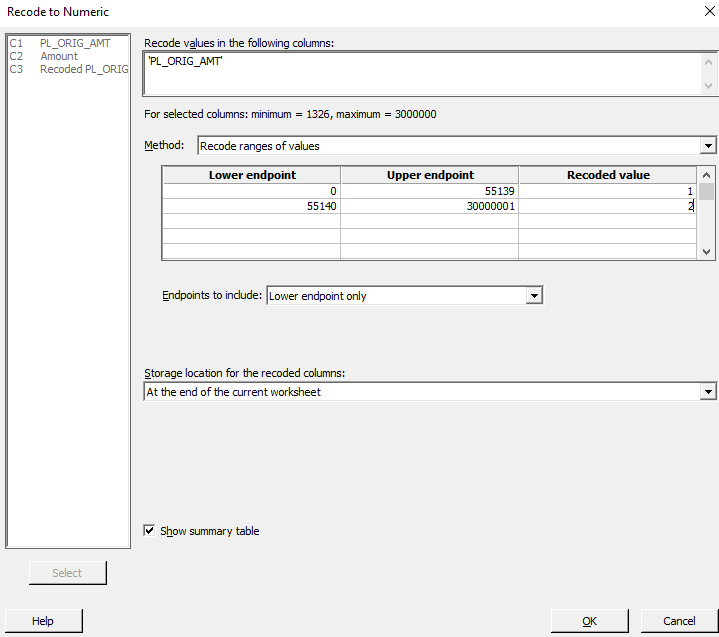 Recode to Numeric
C1 PL_ORIG_AMT
C2 Amount
C3 Recoded PL_ORIG
Recode values in the following columns:
'PL_ORIG_AMT'
For selected columns: minimum = 1326, maximum = 3000000
Method: Recode ranges of values
Lower endpoint Upper endpoint Recoded value
0 55139 1
55140 30000001 2
Endpoints to include: Lower endpoint only
Storage location for the recoded columns:
At the end of the current worksheet
Show summary table
Select
Help OK Cancel